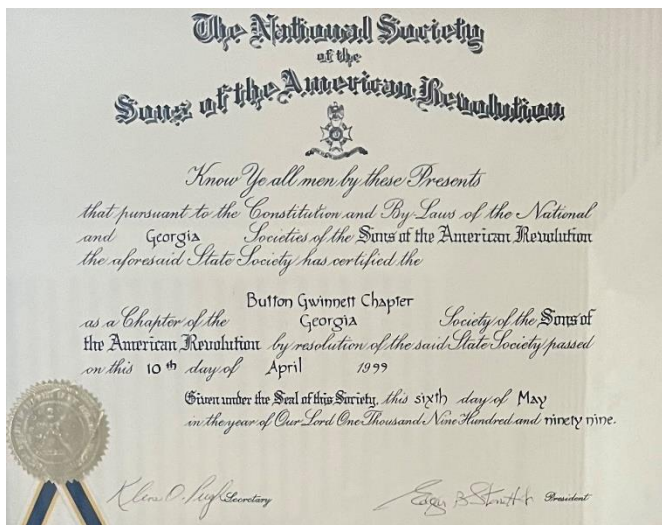 The National Society
of the
Sons of the American Revolution
Know Ye all men by these Presents
that pursuant to the Constitution and By-Laws of the National
and Georgia Societies of the Sons of the American Revolution
the aforesaid State Society has certified the
Button Gwinnett Chapter
as a Chapter of the Georgia Society of the Sons of
the American Revolution by resolution of the said State Society passed
on this 10th day of April 1999
Given under the Seal of this Society, this sixth day of May
in the year of Our Lord One Thousand Nine Hundred and ninety nine.
Secretary
President